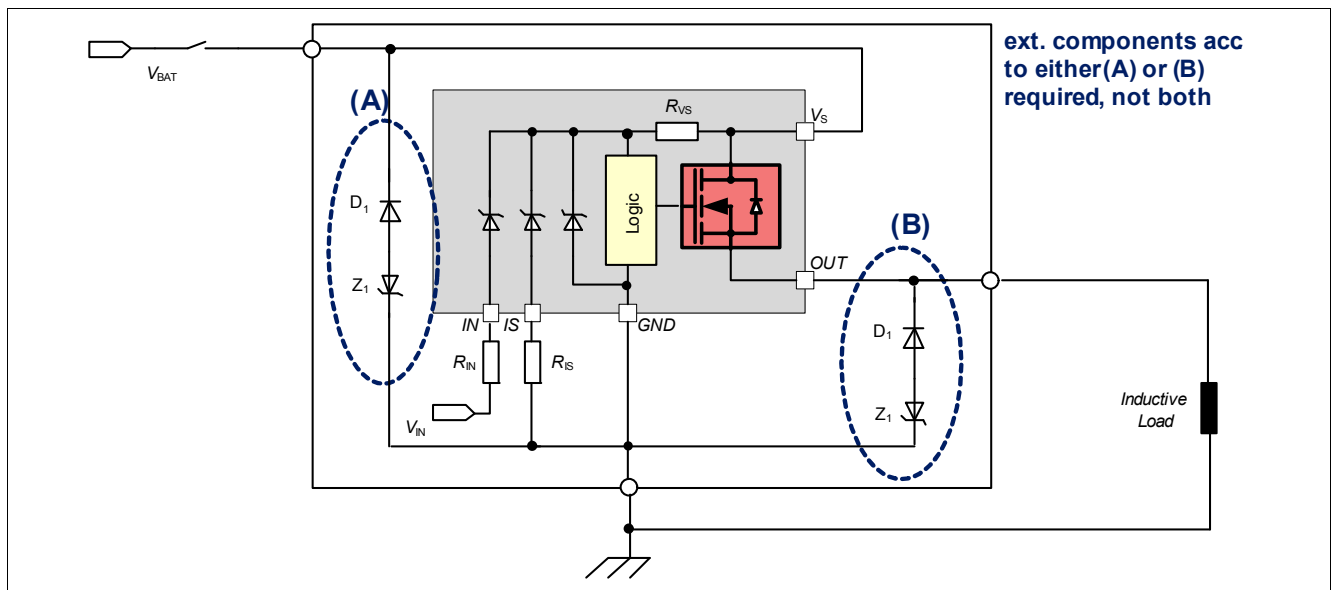 ext. components acc
to either (A) or (B)
required, not both
VBAT
(A)
RVS
VS
Logic
D1
Z1
(B)
OUT
IN
IS
GND
D1
Z1
RIN
RIS
VIN
Inductive
Load